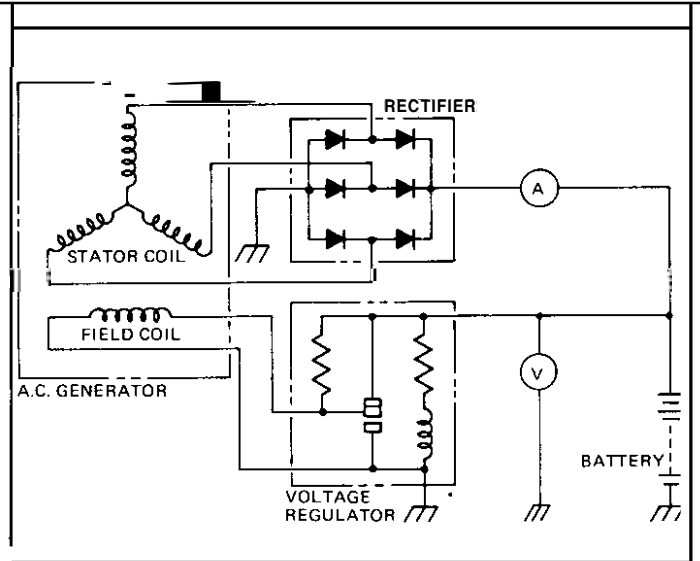 RECTIFIER
A
STATOR COIL
FIELD COIL
A.C. GENERATOR
V
BATTERY
VOLTAGE
REGULATOR